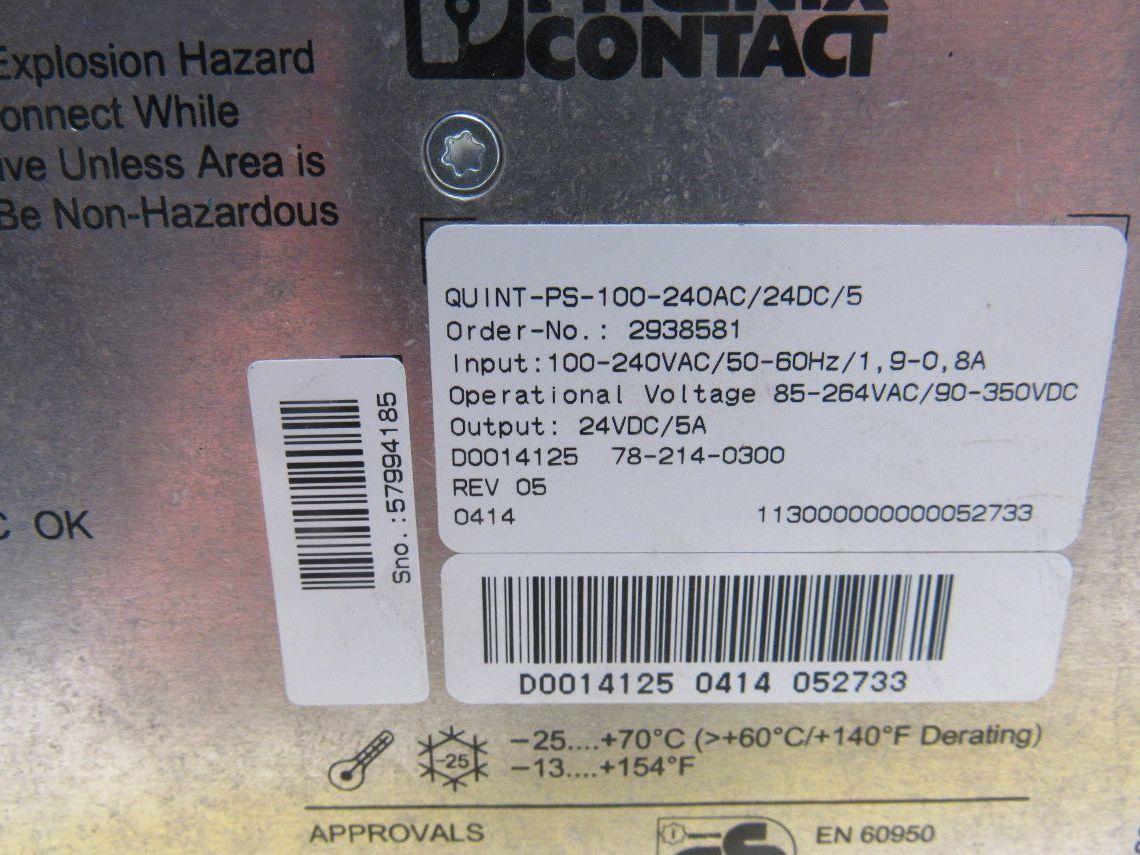 CONTACT
Explosion Hazard
While
Unless Area is
Be Non-Hazardous
QUINT-PS-100-240AC/24DC/5
Order-No.: 2938581
Input:100-240VAC/50-60Hz/1,9-0,8A
Operational Voltage 85-264VAC/90-350VDC
Output: 24VDC/5A
D0014125 78-214-0300
REV 05
0414 113000000000052733
Sno.:57994185
OK
D0014125 0414 052733
-25
-25....+70°C (>+60°C/+140°F Derating)
-13....+154°F
APPROVALS
EN 60950